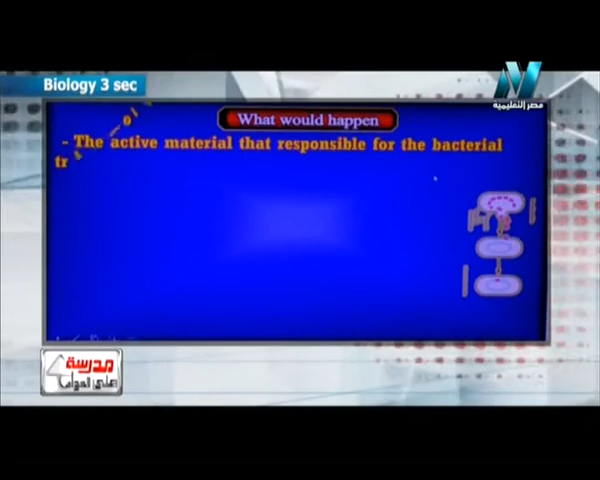 Biology 3 sec
مصر التعليمية
What would happen
- The active material that responsible for the bacterial
tr
مدرسة
على الهواء